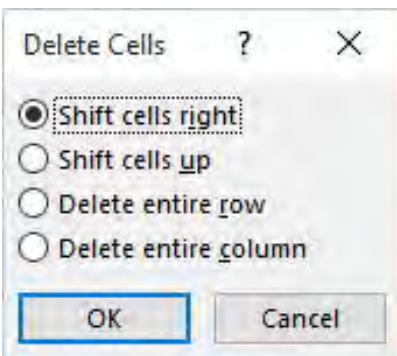 Delete Cells ? ×
Shift cells right
Shift cells up
Delete entire row
Delete entire column
OK Cancel